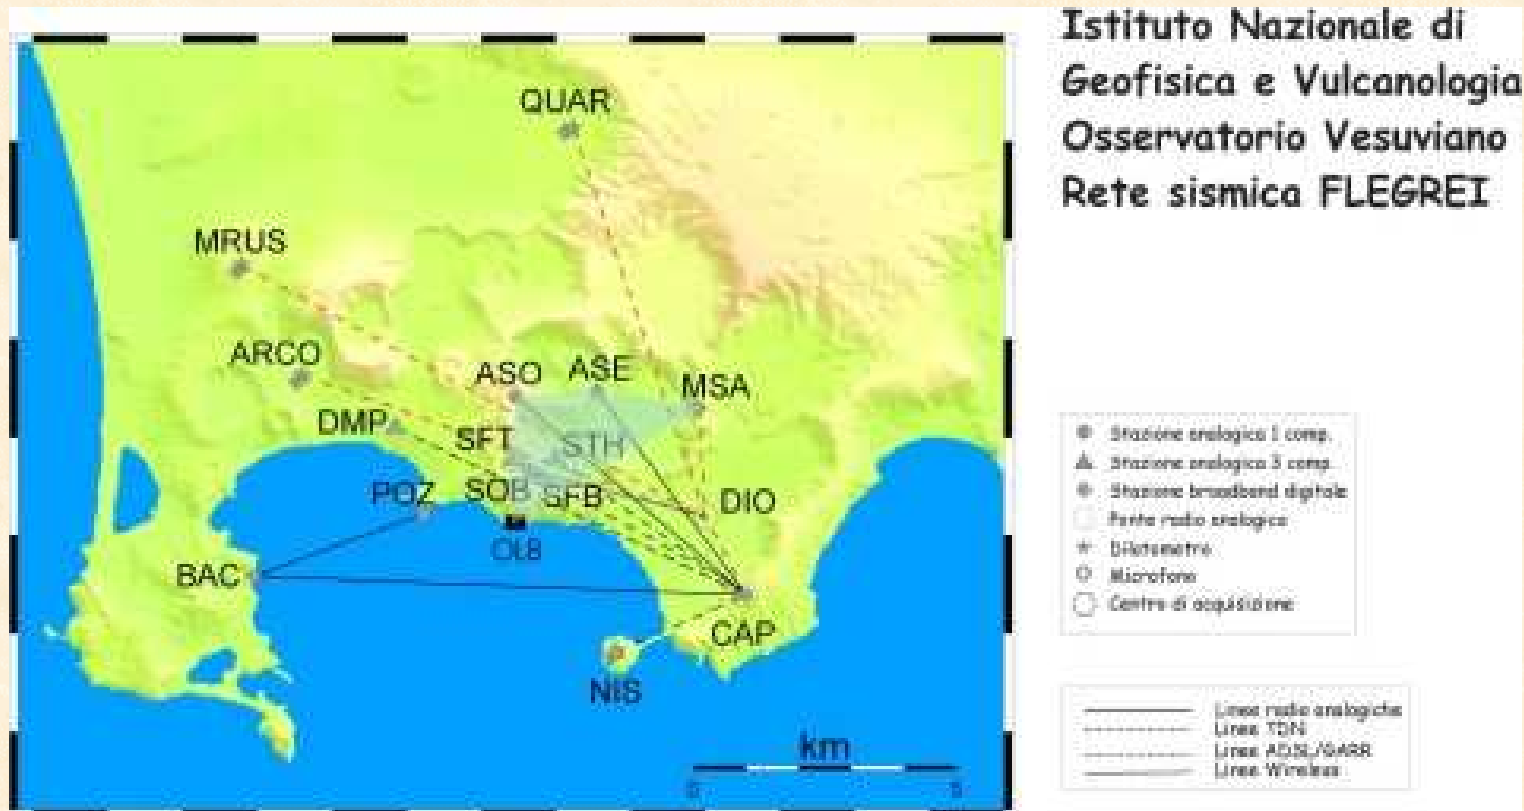 Istituto Nazionale di
Geofisica e Vulcanologia
Osservatorio Vesuviano
Rete sismica FLEGREI
QUAR
MRUS
ARCO
ASO
ASE
MSA
DMP
SFT
STH
POZ
SOB
SFB
DIO
OLB
BAC
CAP
NIS
km
0
5
Stazione analogica 1 comp.
Stazione analogica 3 comp.
Stazione broadband digitale
Ponte radio analogico
Dilatometro
Microfono
Centro di acquisizione
Linee radio analogiche
Linee TDN
Linee ADSL/GARR
Linee Wireless